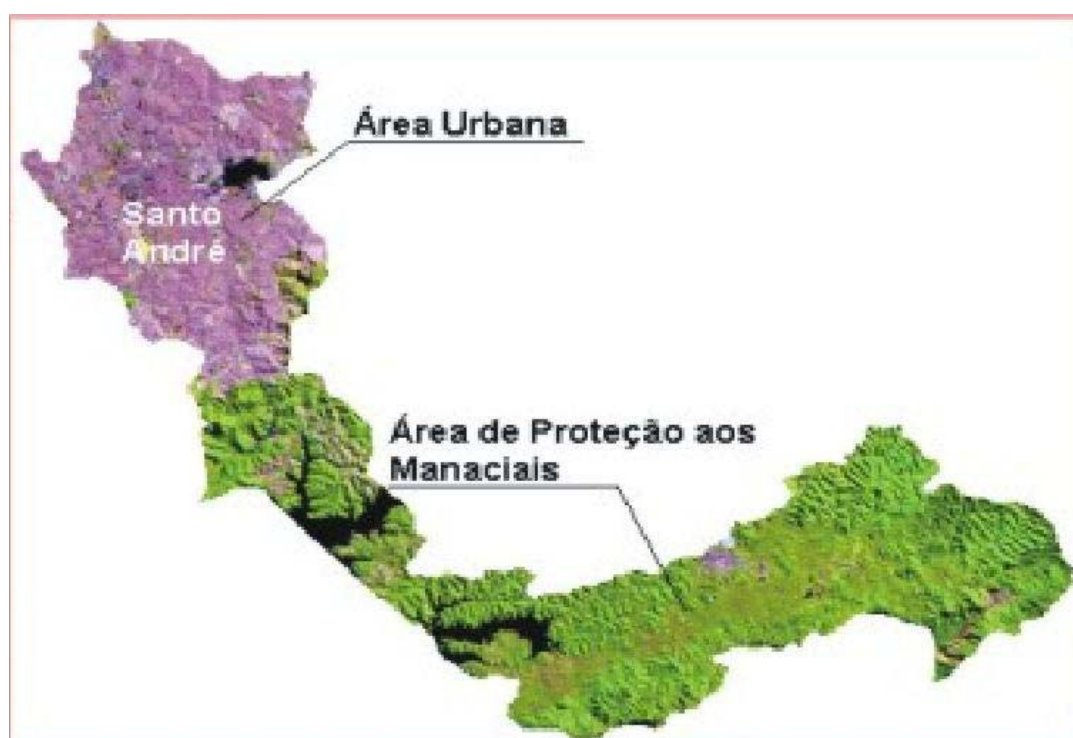 Área Urbana
Santo
André
Área de Proteção aos
Manaciais